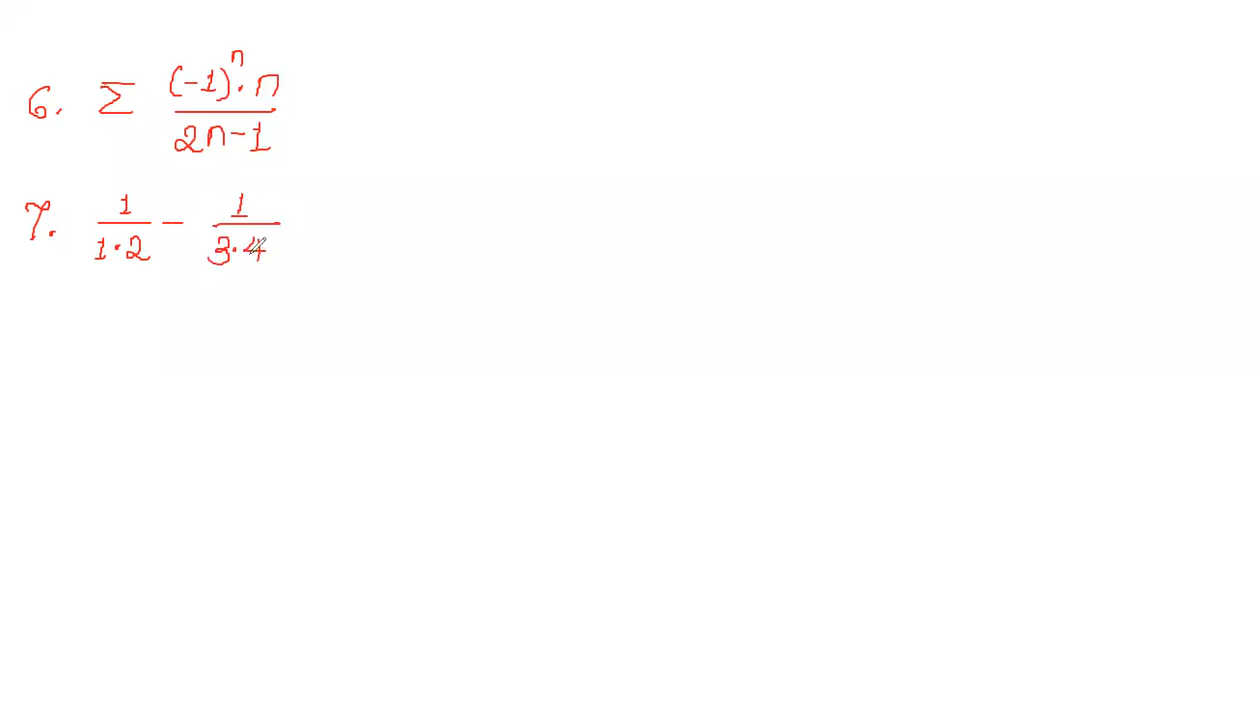 6. Σ (-1)^n · n / 2n-1
7. 1 / 1·2 - 1 / 3·4